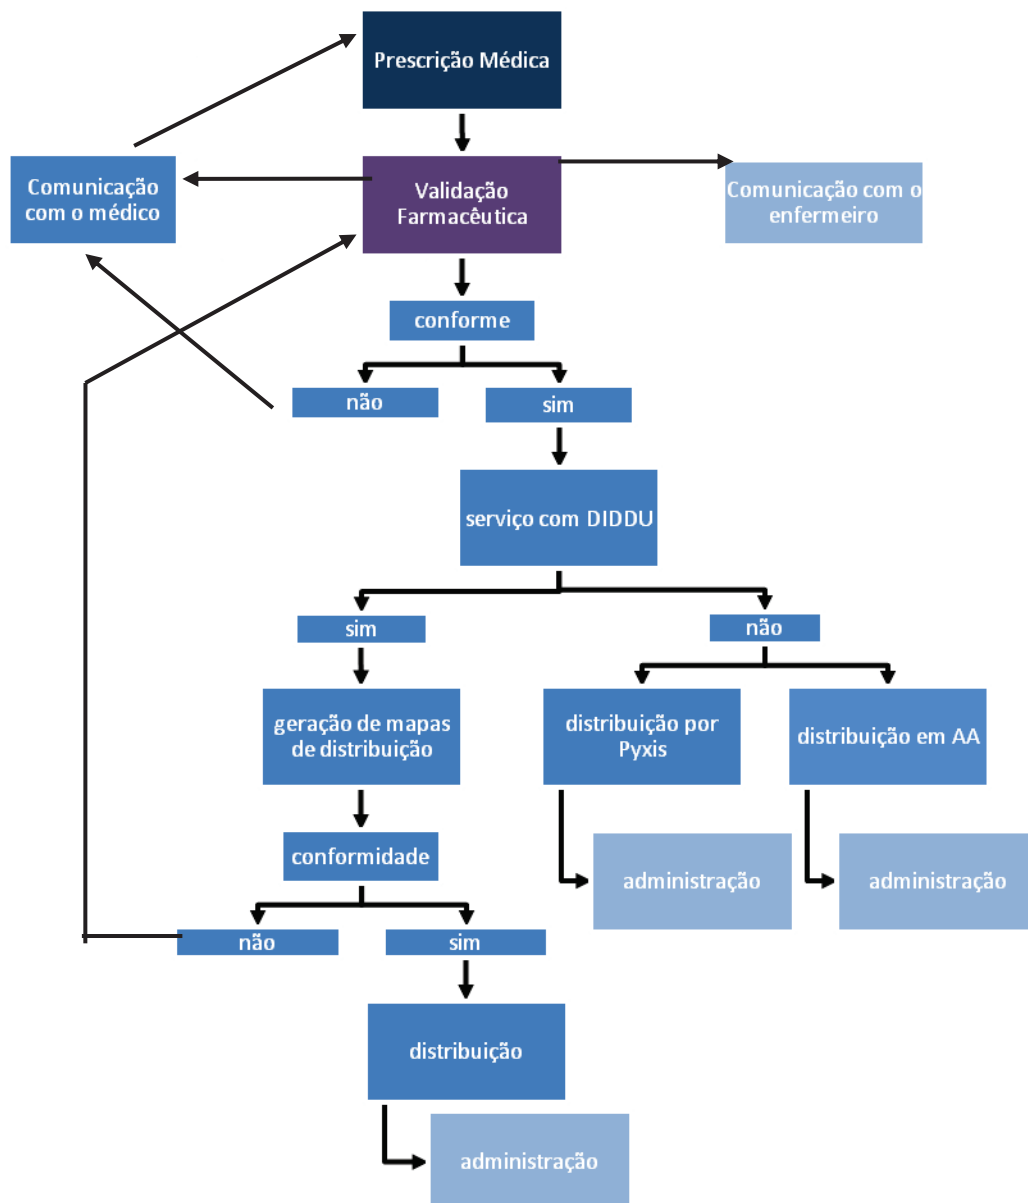 Prescrição Médica
Comunicação
com o médico
Validação
Farmacêutica
Comunicação com o
enfermeiro
conforme
não
sim
serviço com DIDDU
sim
não
geração de mapas
de distribuição
distribuição por
Pyxis
distribuição em AA
conformidade
administração
administração
não
sim
distribuição
administração